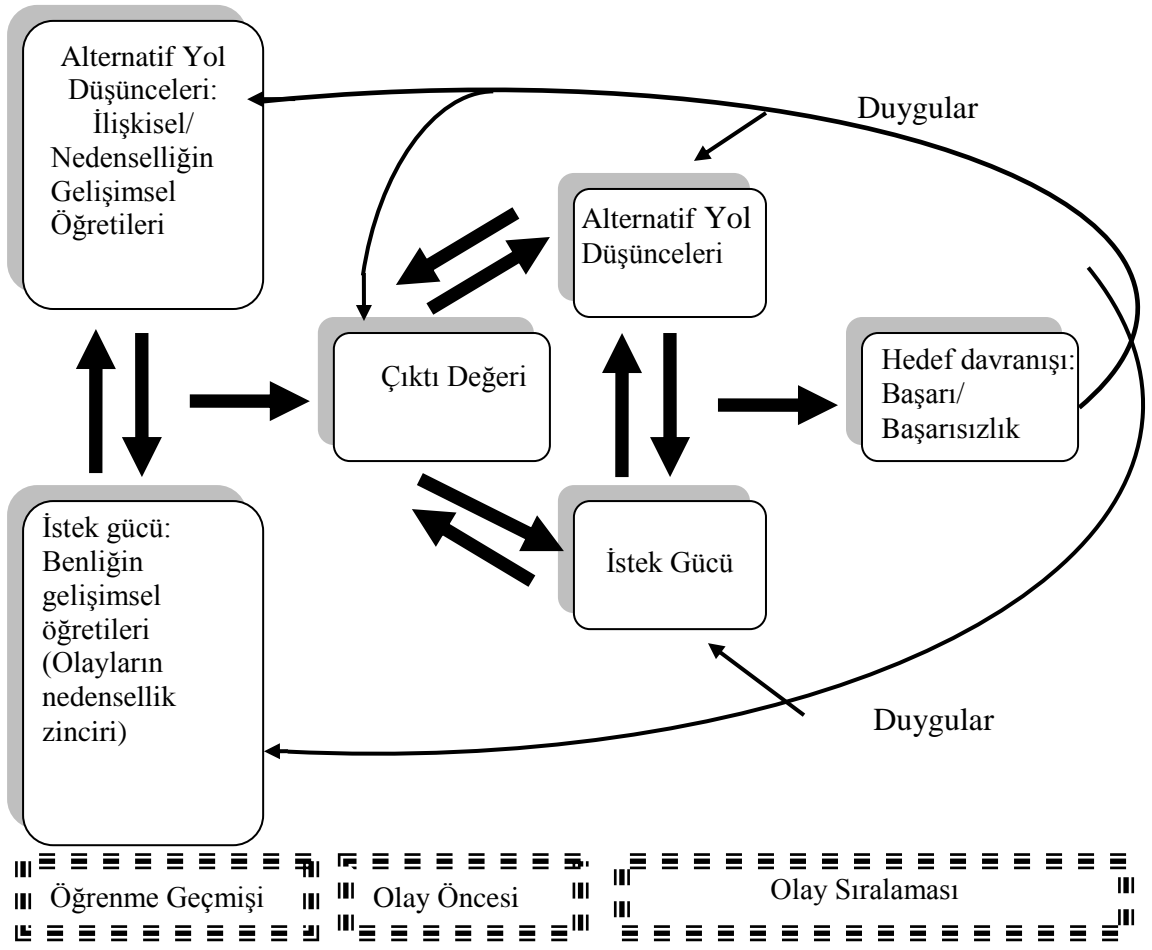 Alternatif Yol
Düşünceleri:
İlişkisel/
Nedenselliğin
Gelişimsel
Öğretileri
Duygular
Alternatif Yol
Düşünceleri
Çıktı Değeri
Hedef davranışı:
Başarı/
Başarısızlık
İstek gücü:
Benliğin
gelişimsel
öğretileri
(Olayların
nedensellik
zinciri)
İstek Gücü
Duygular
Öğrenme Geçmişi
Olay Öncesi
Olay Sıralaması